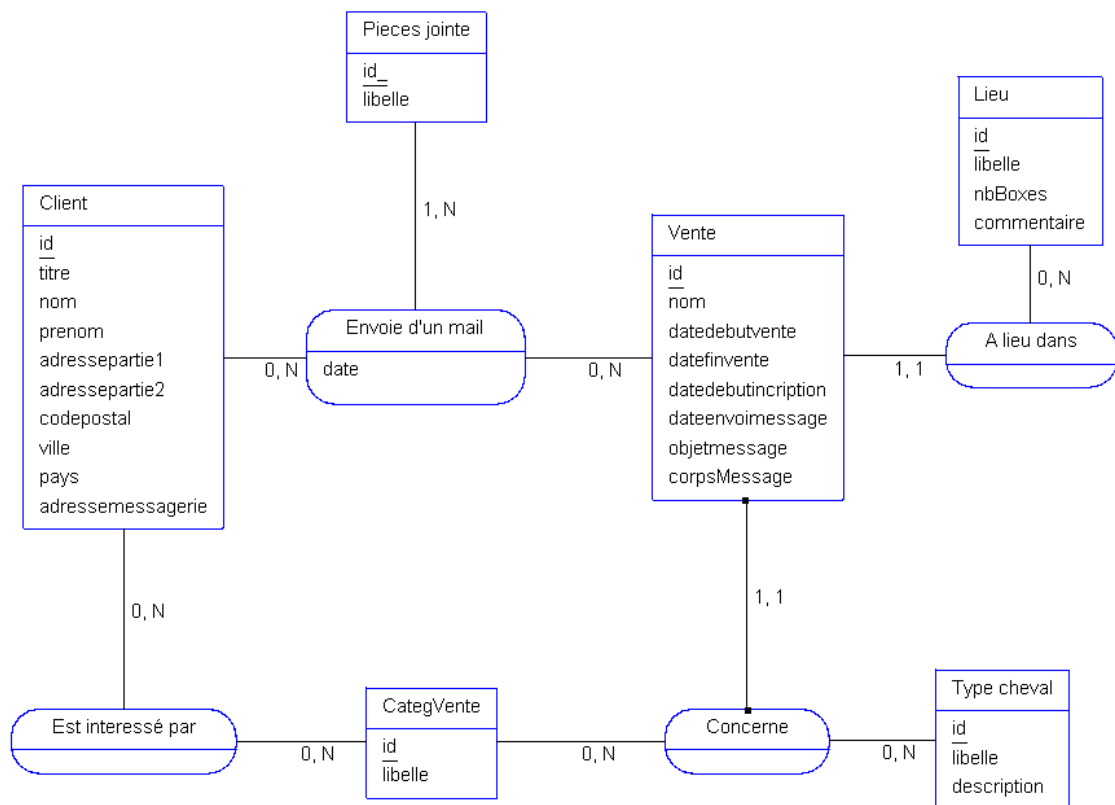 Pieces jointe
id_
libelle
Lieu
id
libelle
nbBoxes
commentaire
1, N
Client
id
titre
nom
prenom
adressepartie1
adressepartie2
codepostal
ville
pays
adressemessagerie
Vente
id
nom
datedebutvente
datefinvente
datedebutincription
dateenvoimessage
objetmessage
corpsMessage
0, N
Envoie d'un mail
date
0, N
0, N
A lieu dans
1, 1
0, N
1, 1
Est interessé par
0, N
CategVente
id
libelle
0, N
Concerne
0, N
Type cheval
id
libelle
description